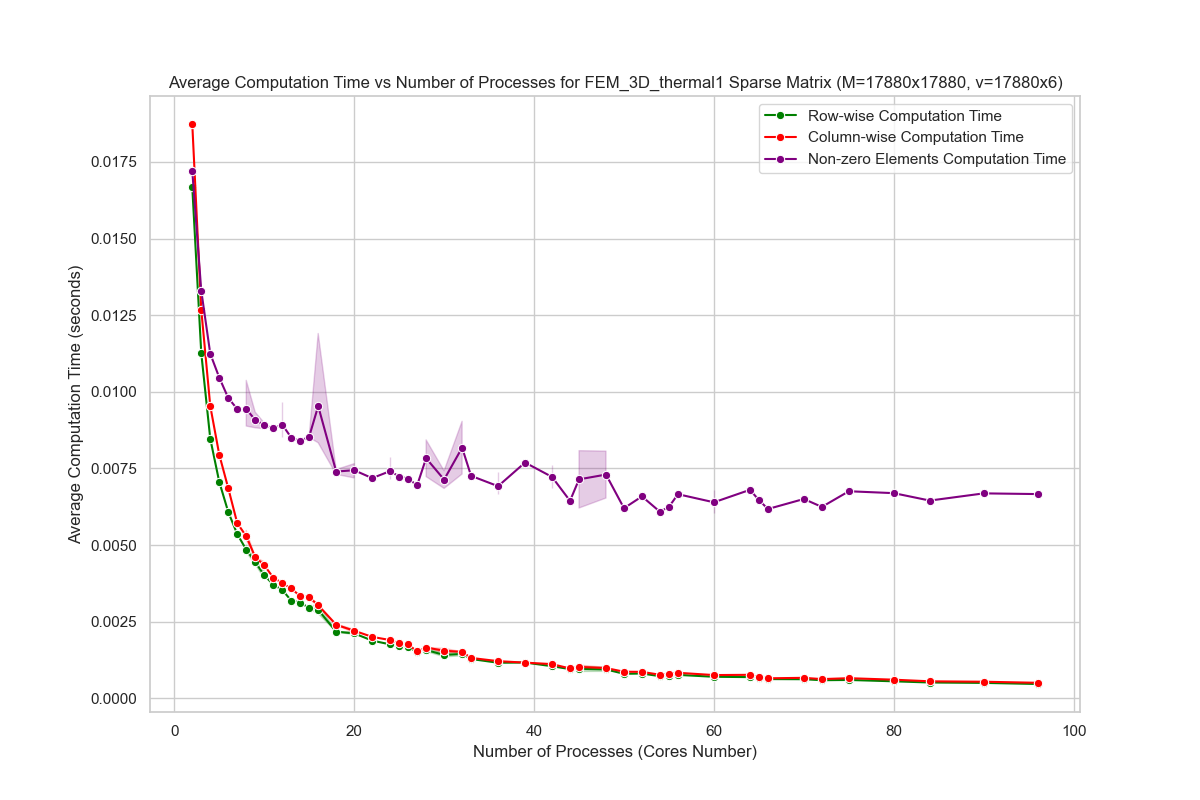 Average Computation Time vs Number of Processes for FEM_3D_thermal1 Sparse Matrix (M=17880x17880, v=17880x6)
Row-wise Computation Time
Column-wise Computation Time
Non-zero Elements Computation Time
Average Computation Time (seconds)
0.0175
0.0150
0.0125
0.0100
0.0075
0.0050
0.0025
0.0000
0 20 40 60 80 100
Number of Processes (Cores Number)